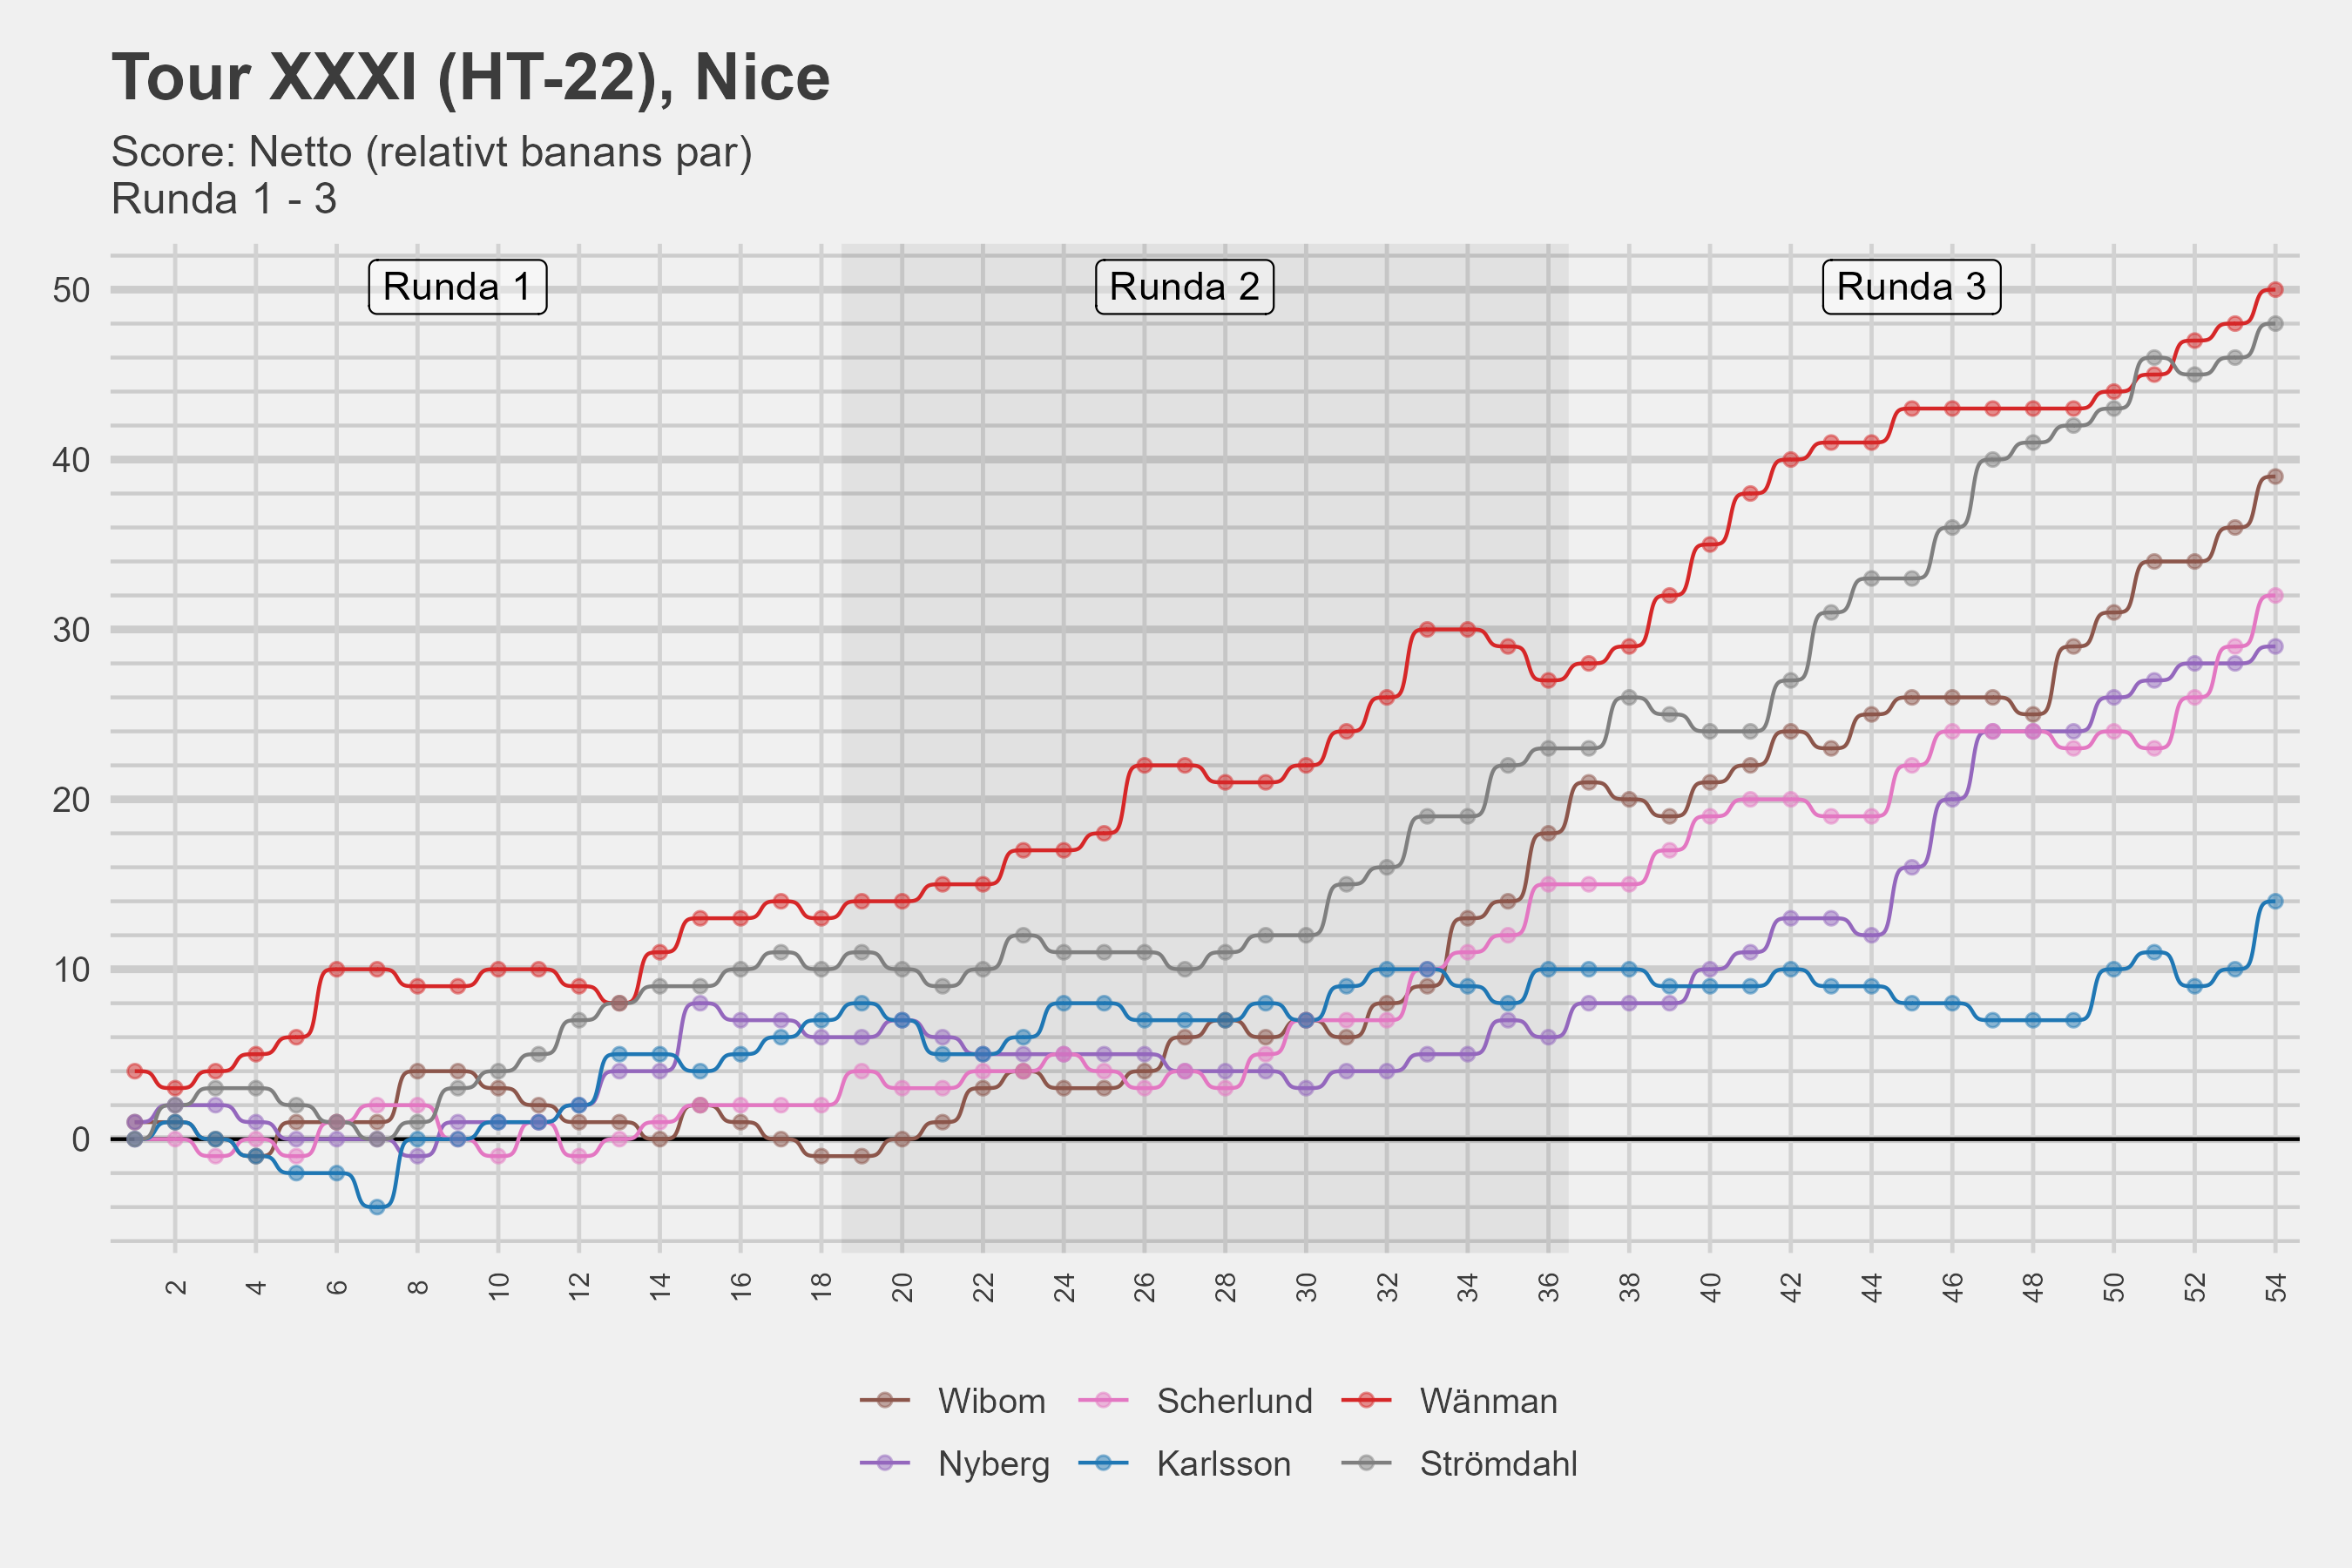 Tour XXXI (HT-22), Nice
Score: Netto (relativt banans par)
Runda 1 - 3
Runda 1 Runda 2 Runda 3
50
40
30
20
10
0
2 4 6 8 10 12 14 16 18 20 22 24 26 28 30 32 34 36 38 40 42 44 46 48 50 52 54
Wibom Scherlund Wänman
Nyberg Karlsson Strömdahl